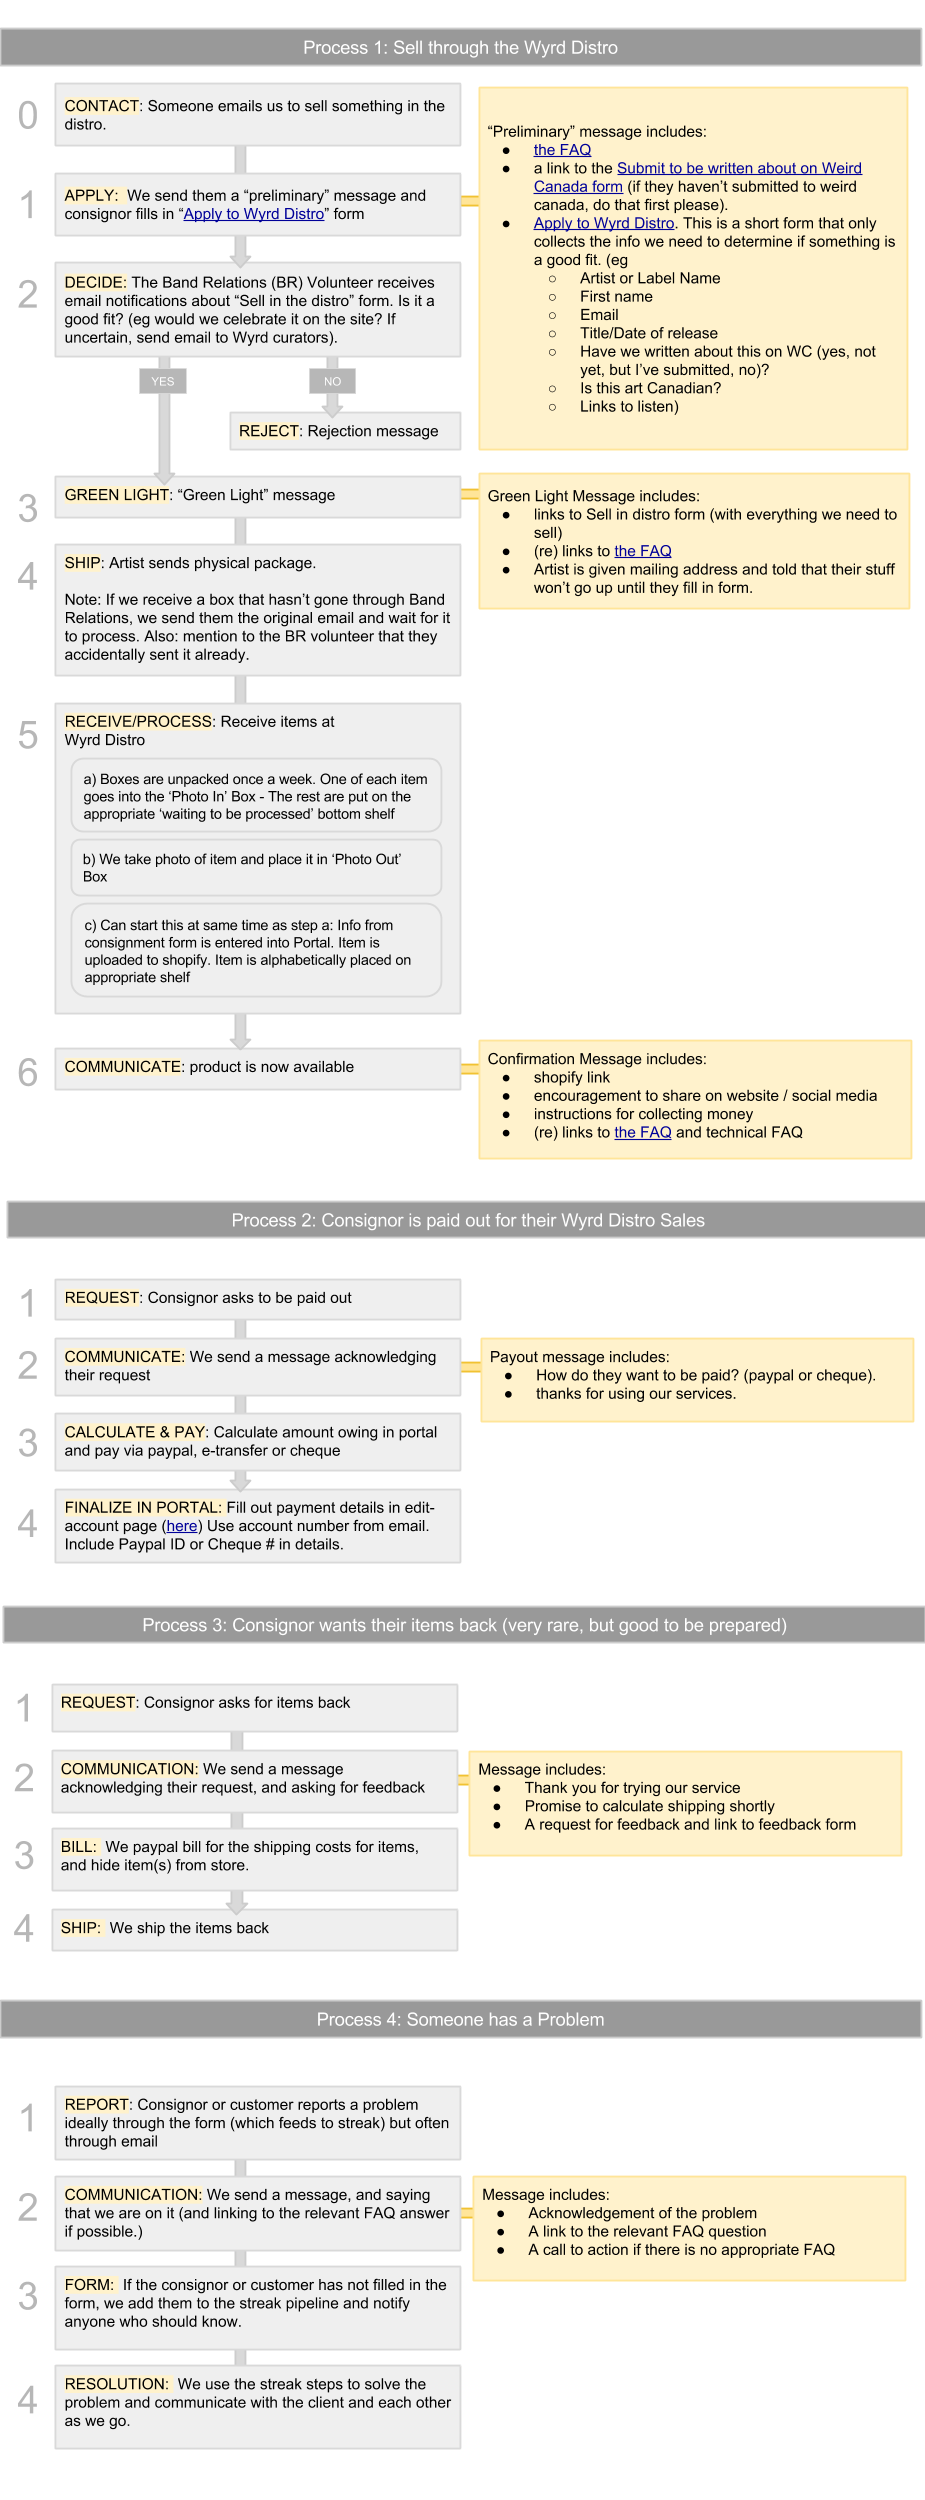 Process 1: Sell through the Wyrd Distro
0
CONTACT: Someone emails us to sell something in the
distro.
1
APPLY: We send them a “preliminary” message and
consignor fills in “Apply to Wyrd Distro” form
“Preliminary” message includes:
● the FAQ
● a link to the Submit to be written about on Weird
Canada form (if they haven’t submitted to weird
canada, do that first please).
● Apply to Wyrd Distro. This is a short form that only
collects the info we need to determine if something is
a good fit. (eg
○ Artist or Label Name
○ First name
○ Email
○ Title/Date of release
○ Have we written about this on WC (yes, not
yet, but I’ve submitted, no)?
○ Is this art Canadian?
○ Links to listen)
2
DECIDE: The Band Relations (BR) Volunteer receives
email notifications about “Sell in the distro” form. Is it a
good fit? (eg would we celebrate it on the site? If
uncertain, send email to Wyrd curators).
YES
NO
REJECT: Rejection message
3
GREEN LIGHT: “Green Light” message
Green Light Message includes:
● links to Sell in distro form (with everything we need to
sell)
● (re) links to the FAQ
● Artist is given mailing address and told that their stuff
won’t go up until they fill in form.
4
SHIP: Artist sends physical package.
Note: If we receive a box that hasn’t gone through Band
Relations, we send them the original email and wait for it
to process. Also: mention to the BR volunteer that they
accidentally sent it already.
5
RECEIVE/PROCESS: Receive items at
Wyrd Distro
a) Boxes are unpacked once a week. One of each item
goes into the ‘Photo In’ Box - The rest are put on the
appropriate ‘waiting to be processed’ bottom shelf
b) We take photo of item and place it in ‘Photo Out’
Box
c) Can start this at same time as step a: Info from
consignment form is entered into Portal. Item is
uploaded to shopify. Item is alphabetically placed on
appropriate shelf
6
COMMUNICATE: product is now available
Confirmation Message includes:
● shopify link
● encouragement to share on website / social media
● instructions for collecting money
● (re) links to the FAQ and technical FAQ
Process 2: Consignor is paid out for their Wyrd Distro Sales
1
REQUEST: Consignor asks to be paid out
2
COMMUNICATE: We send a message acknowledging
their request
Payout message includes:
● How do they want to be paid? (paypal or cheque).
● thanks for using our services.
3
CALCULATE & PAY: Calculate amount owing in portal
and pay via paypal, e-transfer or cheque
4
FINALIZE IN PORTAL: Fill out payment details in edit-
account page (here) Use account number from email.
Include Paypal ID or Cheque # in details.
Process 3: Consignor wants their items back (very rare, but good to be prepared)
1
REQUEST: Consignor asks for items back
2
COMMUNICATION: We send a message
acknowledging their request, and asking for feedback
Message includes:
● Thank you for trying our service
● Promise to calculate shipping shortly
● A request for feedback and link to feedback form
3
BILL: We paypal bill for the shipping costs for items,
and hide item(s) from store.
4
SHIP: We ship the items back
Process 4: Someone has a Problem
1
REPORT: Consignor or customer reports a problem
ideally through the form (which feeds to streak) but often
through email
2
COMMUNICATION: We send a message, and saying
that we are on it (and linking to the relevant FAQ answer
if possible.)
Message includes:
● Acknowledgement of the problem
● A link to the relevant FAQ question
● A call to action if there is no appropriate FAQ
3
FORM: If the consignor or customer has not filled in the
form, we add them to the streak pipeline and notify
anyone who should know.
4
RESOLUTION: We use the streak steps to solve the
problem and communicate with the client and each other
as we go.